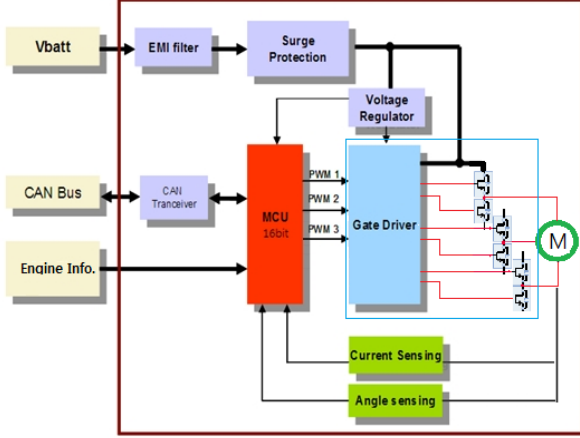 Vbatt
EMI filter
Surge
Protection
Voltage
Regulator
CAN Bus
CAN
Tranceiver
MCU
16bit
PWM 1
PWM 2
PWM 3
Gate Driver
M
Engine Info.
Current Sensing
Angle sensing